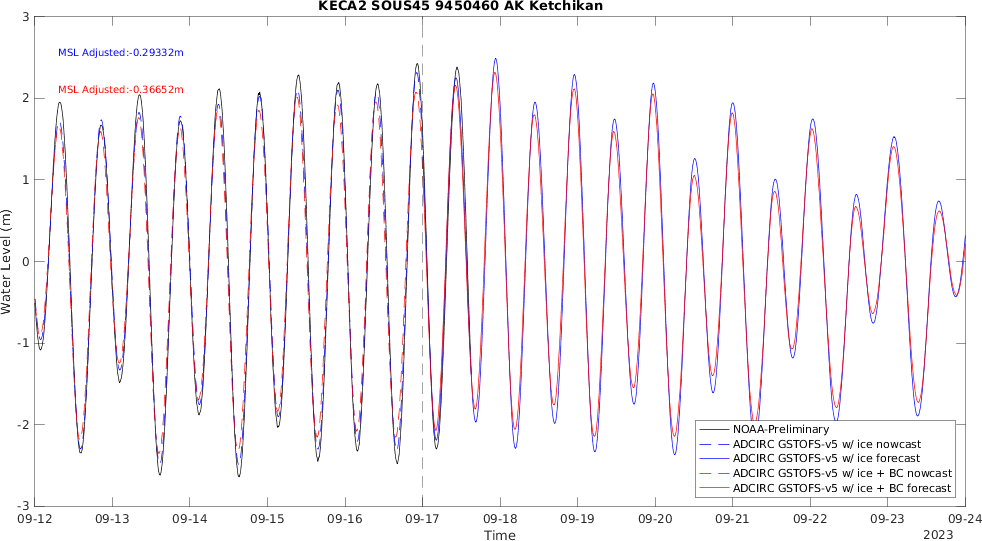 KECA2 SOUS45 9450460 AK Ketchikan
3
MSL Adjusted:-0.29332m
MSL Adjusted:-0.36652m
2
1
0
-1
-2
-3
Water Level (m)
NOAA-Preliminary
ADCIRC GSTOFS-v5 w/ ice nowcast
ADCIRC GSTOFS-v5 w/ ice forecast
ADCIRC GSTOFS-v5 w/ ice + BC nowcast
ADCIRC GSTOFS-v5 w/ ice + BC forecast
09-12 09-13 09-14 09-15 09-16 09-17 09-18 09-19 09-20 09-21 09-22 09-23 09-24
Time
2023